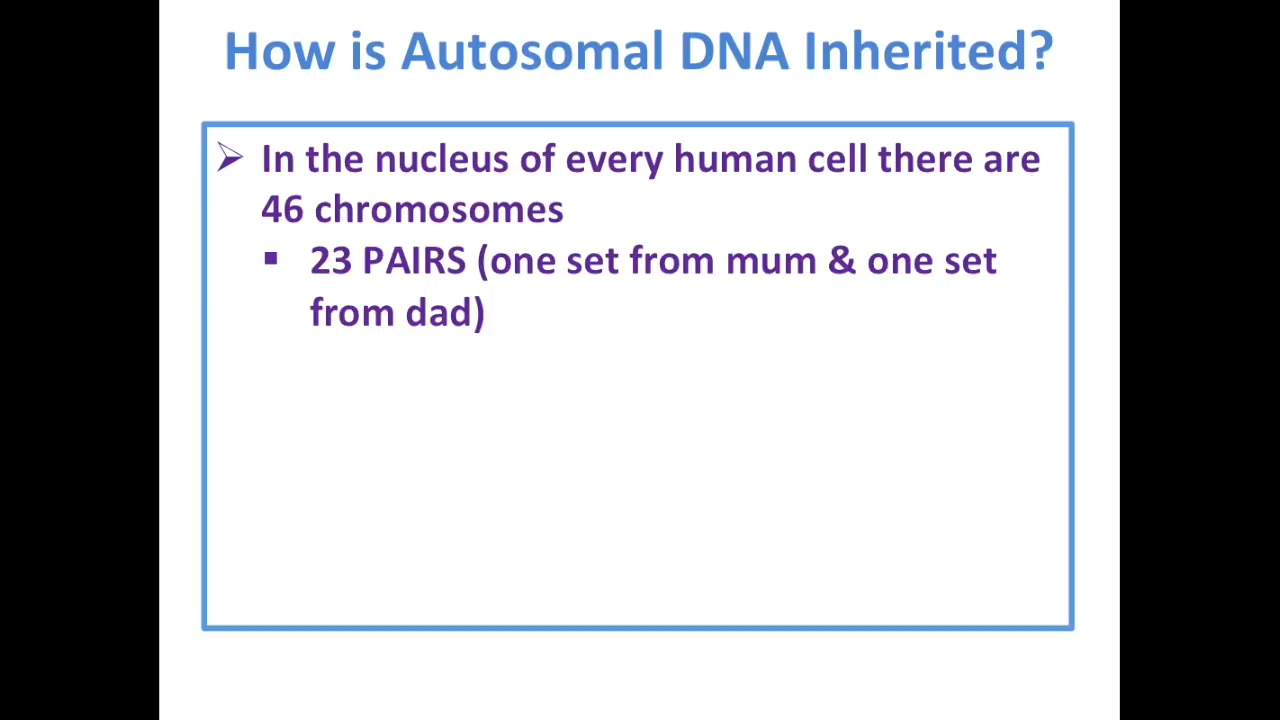 How is Autosomal DNA Inherited?
➢ In the nucleus of every human cell there are
46 chromosomes
▪ 23 PAIRS (one set from mum & one set
from dad)